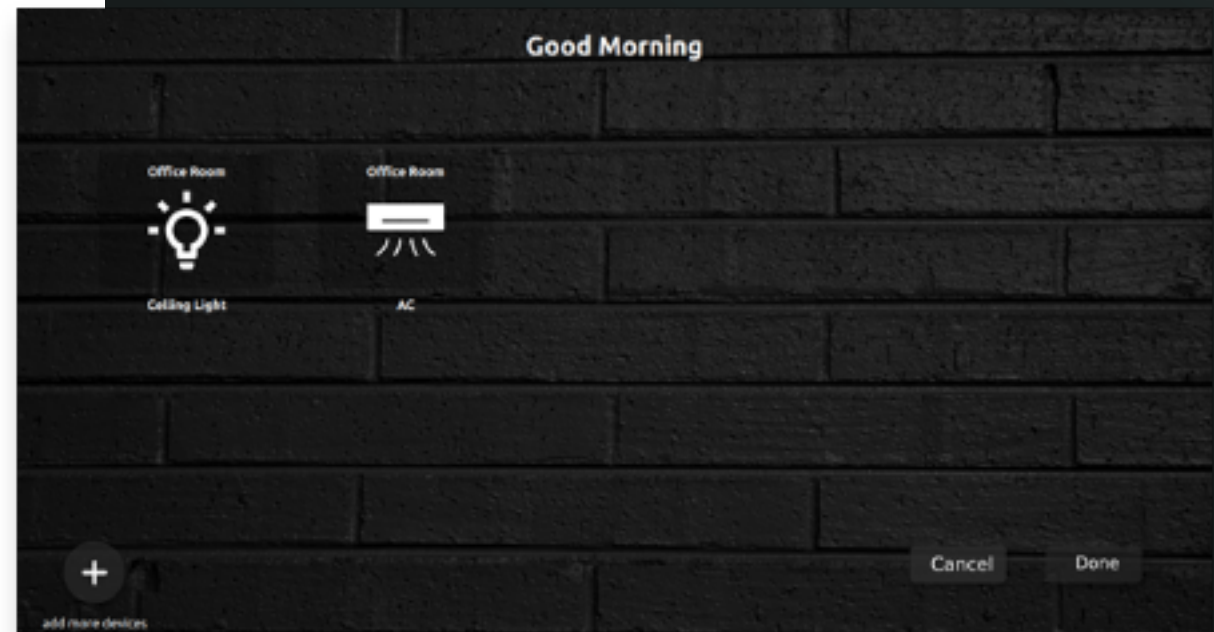 Good Morning
Office Room
Office Room
Ceiling Light
AC
Cancel
Done
add more devices